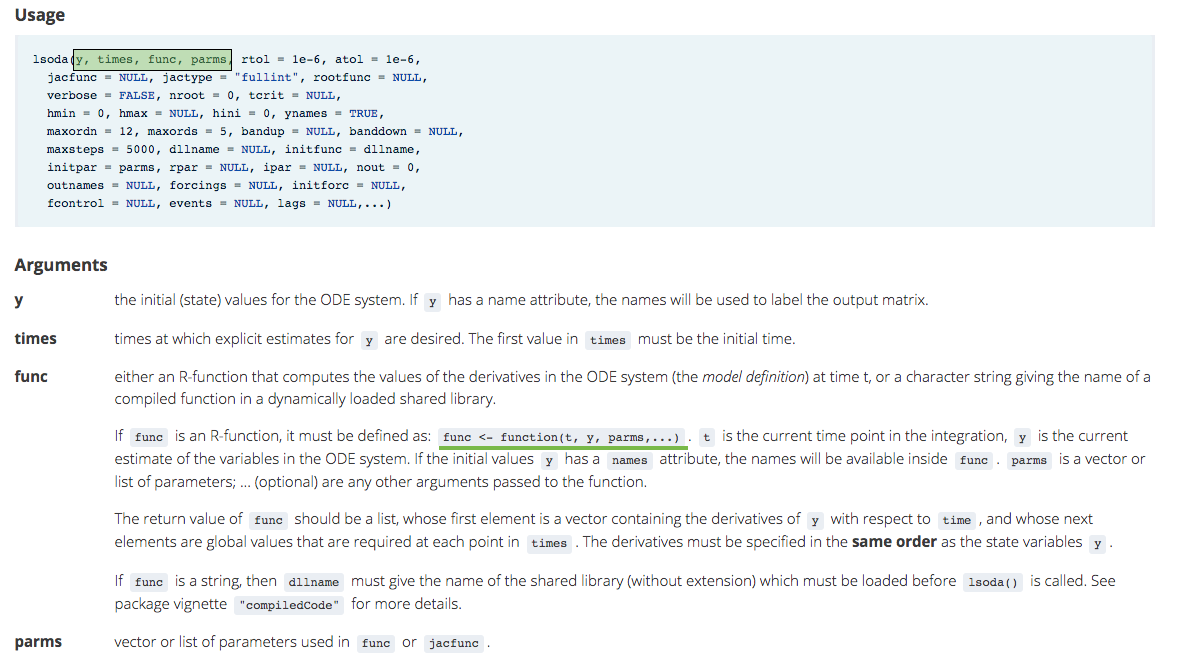 Usage
lsoda(y, times, func, parms, rtol = 1e-6, atol = 1e-6,
jacfunc = NULL, jactype = "fullint", rootfunc = NULL,
verbose = FALSE, nroot = 0, tcrit = NULL,
hmin = 0, hmax = NULL, hini = 0, ynames = TRUE,
maxordn = 12, maxords = 5, bandup = NULL, banddown = NULL,
maxsteps = 5000, dllname = NULL, initfunc = dllname,
initpar = parms, rpar = NULL, ipar = NULL, nout = 0,
outnames = NULL, forcings = NULL, initforc = NULL,
fcontrol = NULL, events = NULL, lags = NULL,...)
Arguments
y the initial (state) values for the ODE system. If y has a name attribute, the names will be used to label the output matrix.
times times at which explicit estimates for y are desired. The first value in times must be the initial time.
func either an R-function that computes the values of the derivatives in the ODE system (the model definition) at time t, or a character string giving the name of a
compiled function in a dynamically loaded shared library.
If func is an R-function, it must be defined as: func <- function(t, y, parms,...) . t is the current time point in the integration, y is the current
estimate of the variables in the ODE system. If the initial values y has a names attribute, the names will be available inside func . parms is a vector or
list of parameters; ... (optional) are any other arguments passed to the function.
The return value of func should be a list, whose first element is a vector containing the derivatives of y with respect to time , and whose next
elements are global values that are required at each point in times . The derivatives must be specified in the same order as the state variables y .
If func is a string, then dllname must give the name of the shared library (without extension) which must be loaded before lsoda() is called. See
package vignette "compiledCode" for more details.
parms vector or list of parameters used in func or jacfunc .